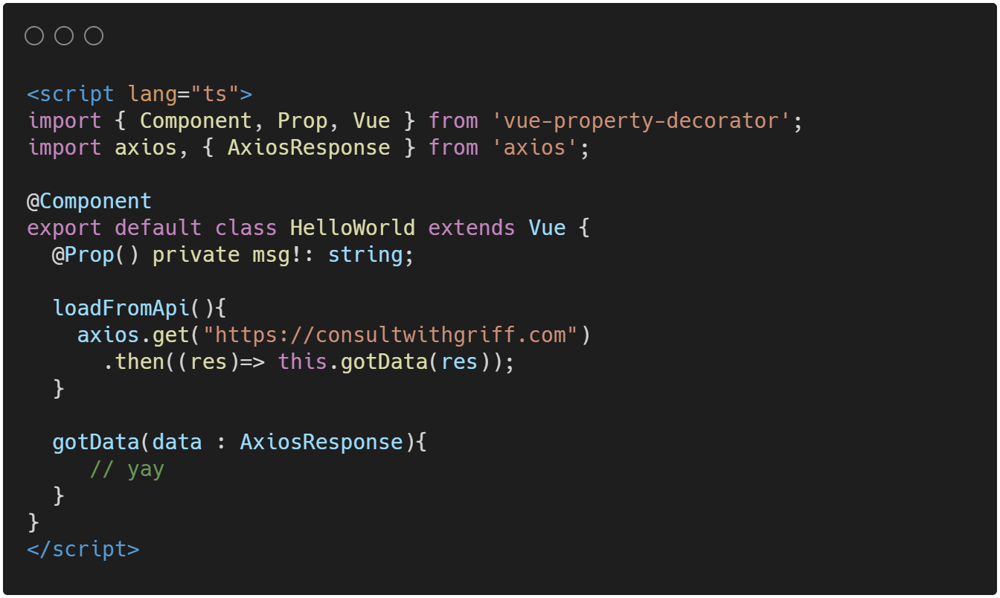 <script lang="ts">
import { Component, Prop, Vue } from 'vue-property-decorator';
import axios, { AxiosResponse } from 'axios';

@Component
export default class HelloWorld extends Vue {
  @Prop() private msg!: string;

  loadFromApi(){
    axios.get("https://consultwithgriff.com")
      .then((res)=> this.gotData(res));
  }

  gotData(data : AxiosResponse){
     // yay
  }
}
</script>